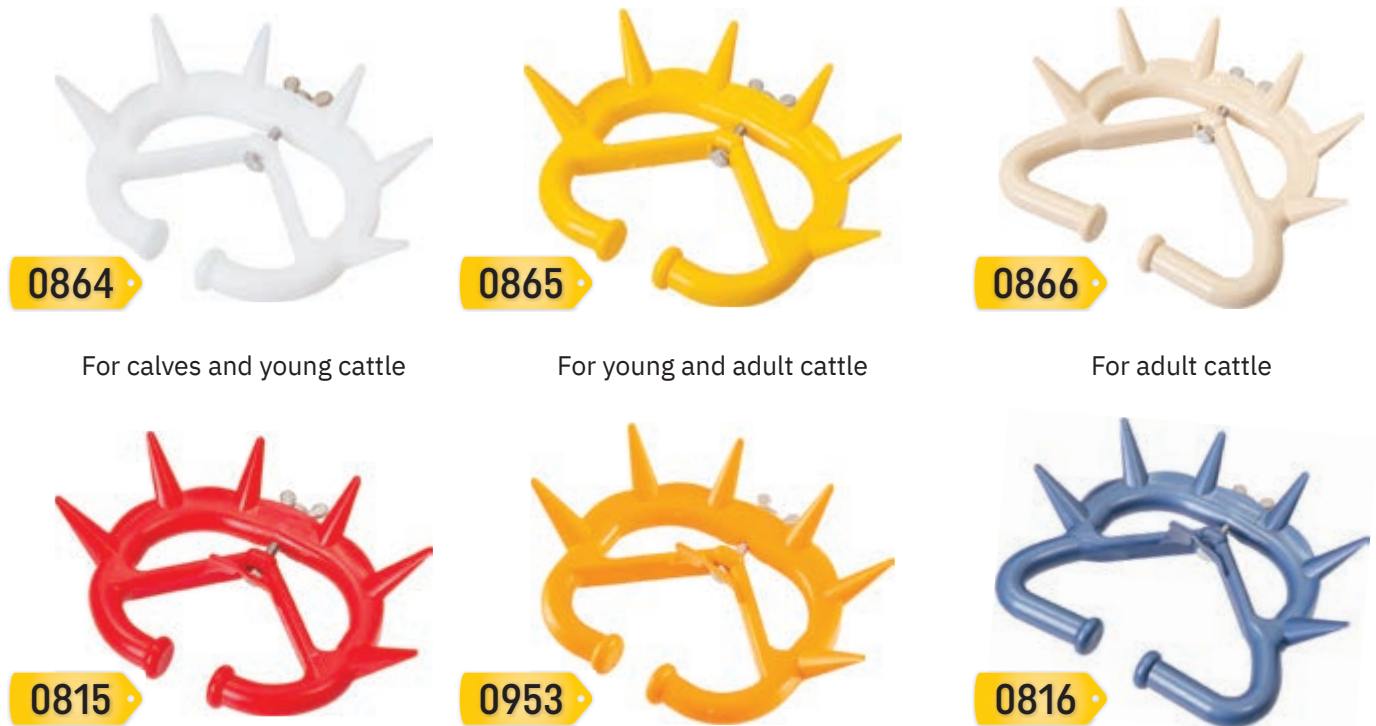 0864
0865
0866
For calves and young cattle
For young and adult cattle
For adult cattle
0815
0953
0816